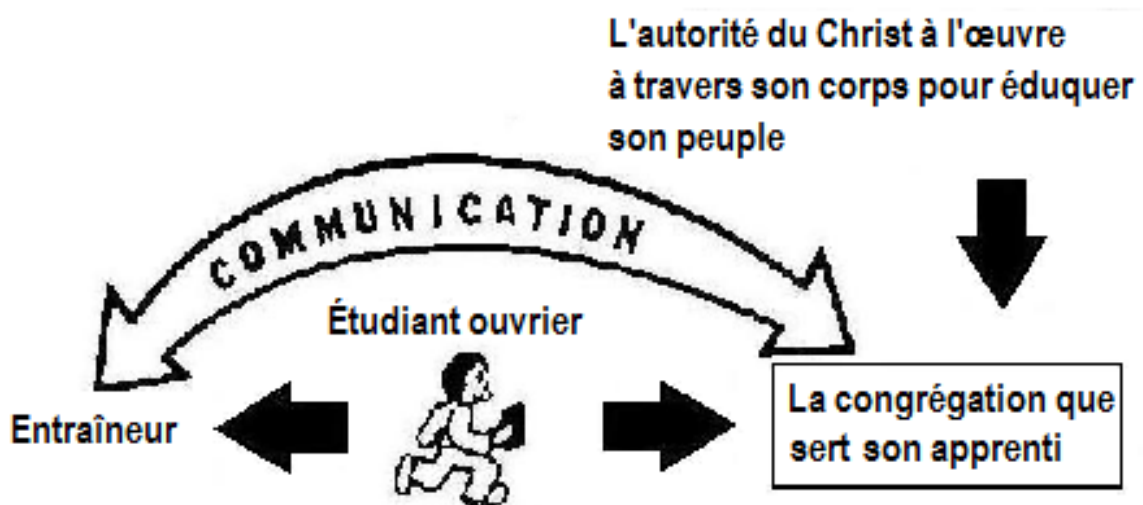 L'autorité du Christ à l'œuvre
à travers son corps pour éduquer
son peuple
COMMUNICATION
Étudiant ouvrier
Entraîneur
La congrégation que
sert son apprenti